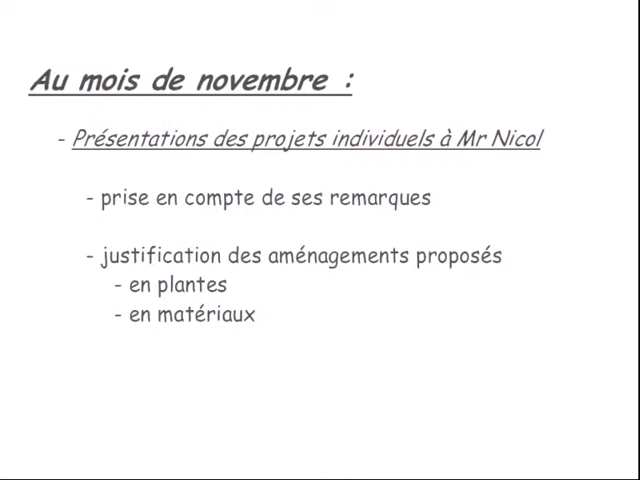 Au mois de novembre :
- Présentations des projets individuels à Mr Nicol
- prise en compte de ses remarques
- justification des aménagements proposés
- en plantes
- en matériaux